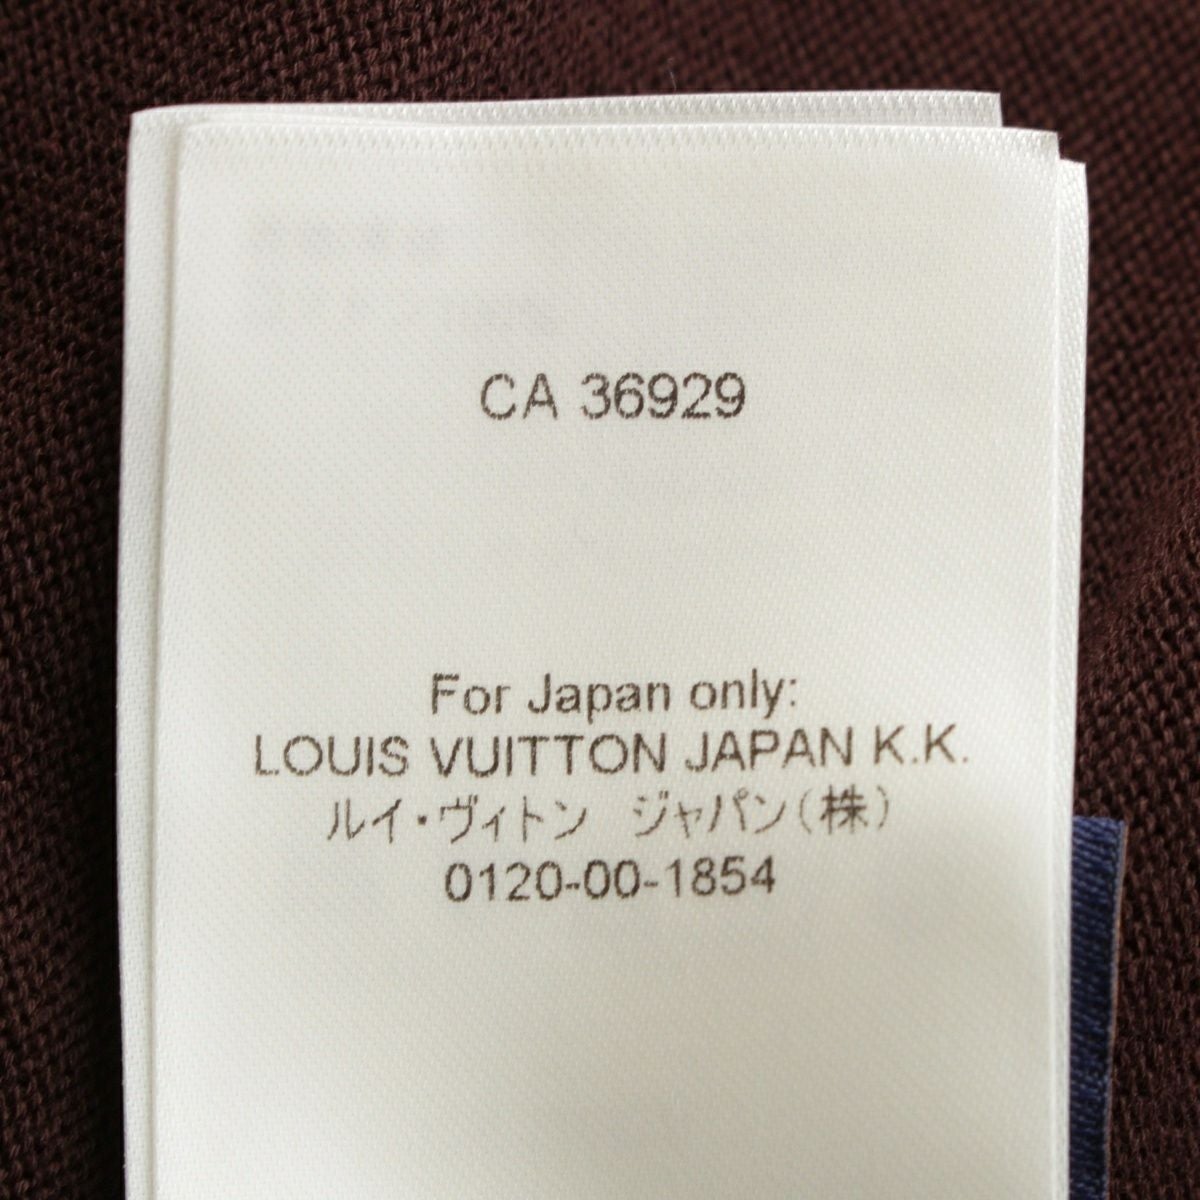 CA 36929
For Japan only:
LOUIS VUITTON JAPAN K.K.
ルイ・ヴィトン　ジャパン(株)
0120-00-1854